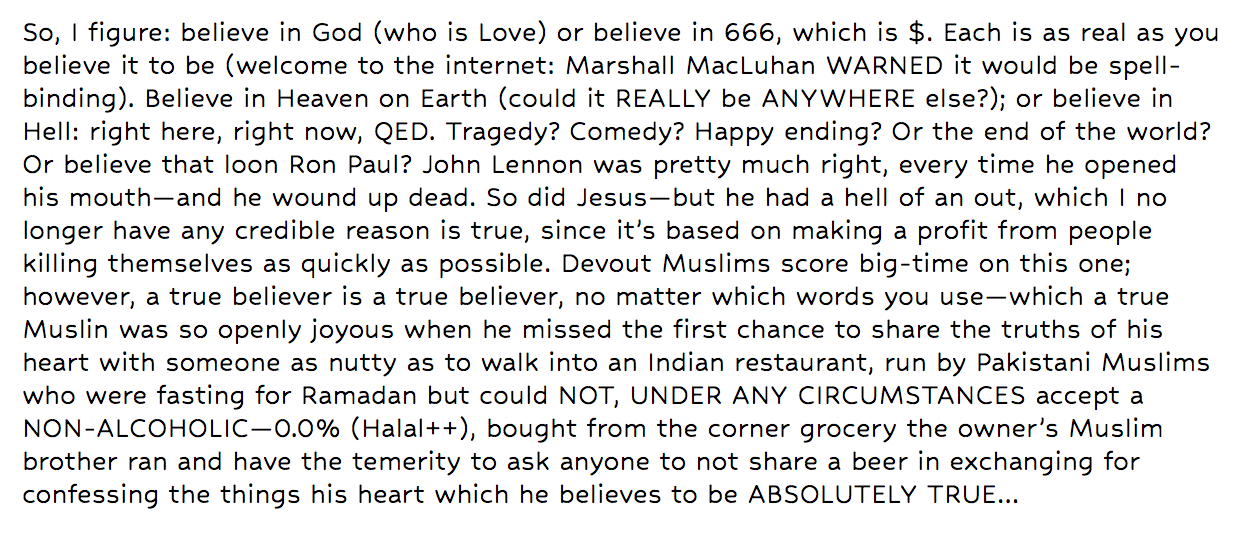 So, I figure: believe in God (who is Love) or believe in 666, which is $. Each is as real as you
believe it to be (welcome to the internet: Marshall MacLuhan WARNED it would be spell-
binding). Believe in Heaven on Earth (could it REALLY be ANYWHERE else?); or believe in
Hell: right here, right now, QED. Tragedy? Comedy? Happy ending? Or the end of the world?
Or believe that loon Ron Paul? John Lennon was pretty much right, every time he opened
his mouth—and he wound up dead. So did Jesus—but he had a hell of an out, which I no
longer have any credible reason is true, since it’s based on making a profit from people
killing themselves as quickly as possible. Devout Muslims score big-time on this one;
however, a true believer is a true believer, no matter which words you use—which a true
Muslin was so openly joyous when he missed the first chance to share the truths of his
heart with someone as nutty as to walk into an Indian restaurant, run by Pakistani Muslims
who were fasting for Ramadan but could NOT, UNDER ANY CIRCUMSTANCES accept a
NON-ALCOHOLIC—0.0% (Halal++), bought from the corner grocery the owner’s Muslim
brother ran and have the temerity to ask anyone to not share a beer in exchanging for
confessing the things his heart which he believes to be ABSOLUTELY TRUE...